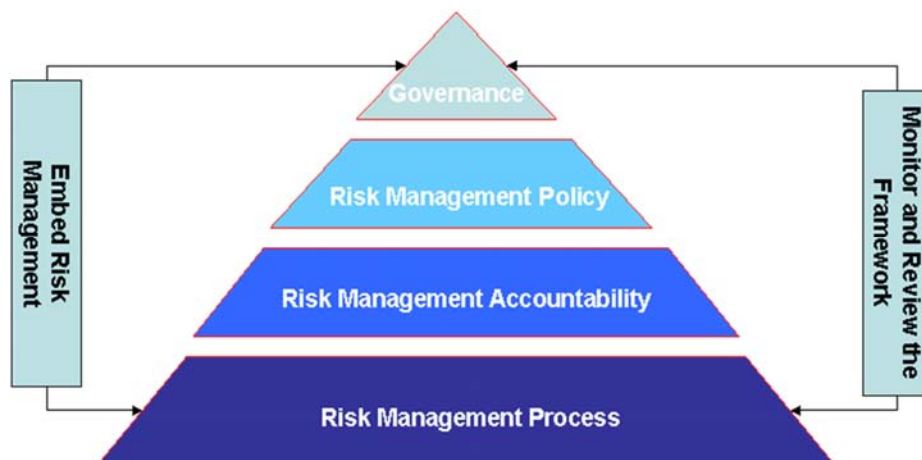 Governance
Risk Management Policy
Risk Management Accountability
Risk Management Process
Embed Risk
Management
Monitor and Review the
Framework